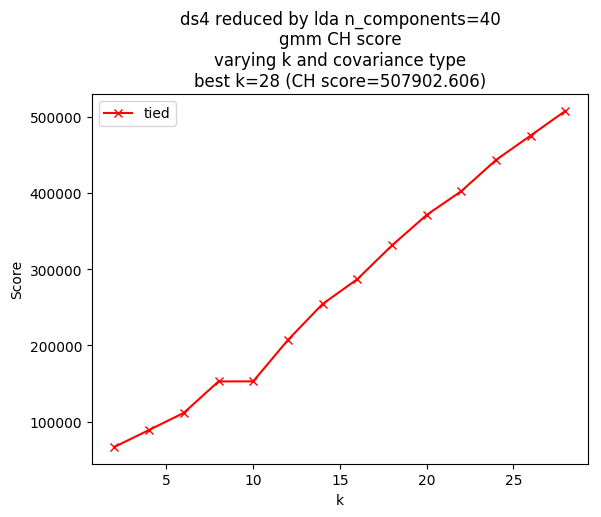 ds4 reduced by lda n_components=40
gmm CH score
varying k and covariance type
best k=28 (CH score=507902.606)
tied
500000
400000
300000
200000
100000
Score
5
10
15
20
25
k